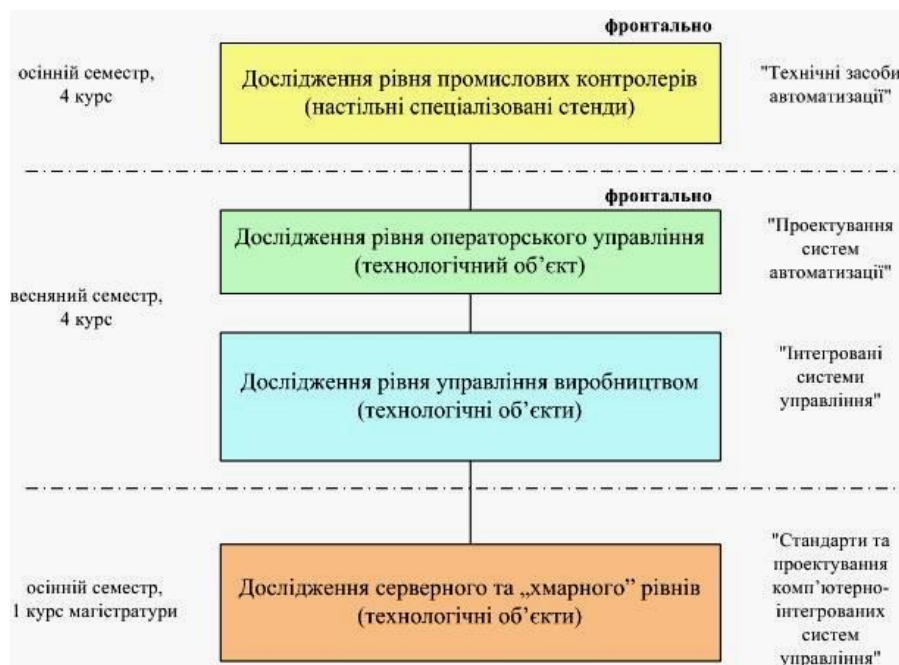 фронтально
осінній семестр,
4 курс
Дослідження рівня промислових контролерів
(настільні спеціалізовані стенди)
"Технічні засоби
автоматизації"
фронтально
Дослідження рівня операторського управління
(технологічний об’єкт)
"Проектування
систем
автоматизації"
весняний семестр,
4 курс
Дослідження рівня управління виробництвом
(технологічні об’єкти)
"Інтегровані
системи
управління"
осінній семестр,
1 курс магістратури
Дослідження серверного та „хмарного” рівнів
(технологічні об’єкти)
"Стандарти та
проектування
комп’ютерно-
інтегрованих
систем
управління"